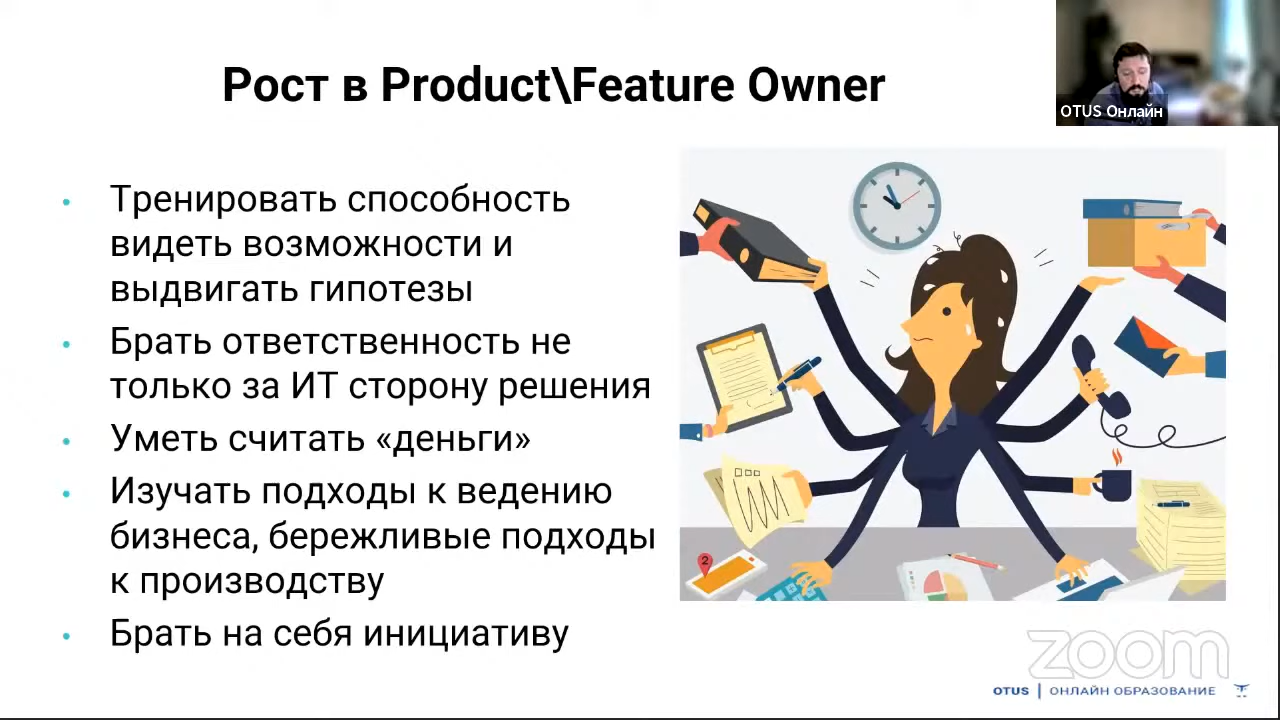 Рост в Product\Feature Owner
OTUS Онлайн
• Тренировать способность
видеть возможности и
выдвигать гипотезы
• Брать ответственность не
только за ИТ сторону решения
• Уметь считать «деньги»
• Изучать подходы к ведению
бизнеса, бережливые подходы
к производству
• Брать на себя инициативу
2
zoom
OTUS | ОНЛАЙН ОБРАЗОВАНИЕ